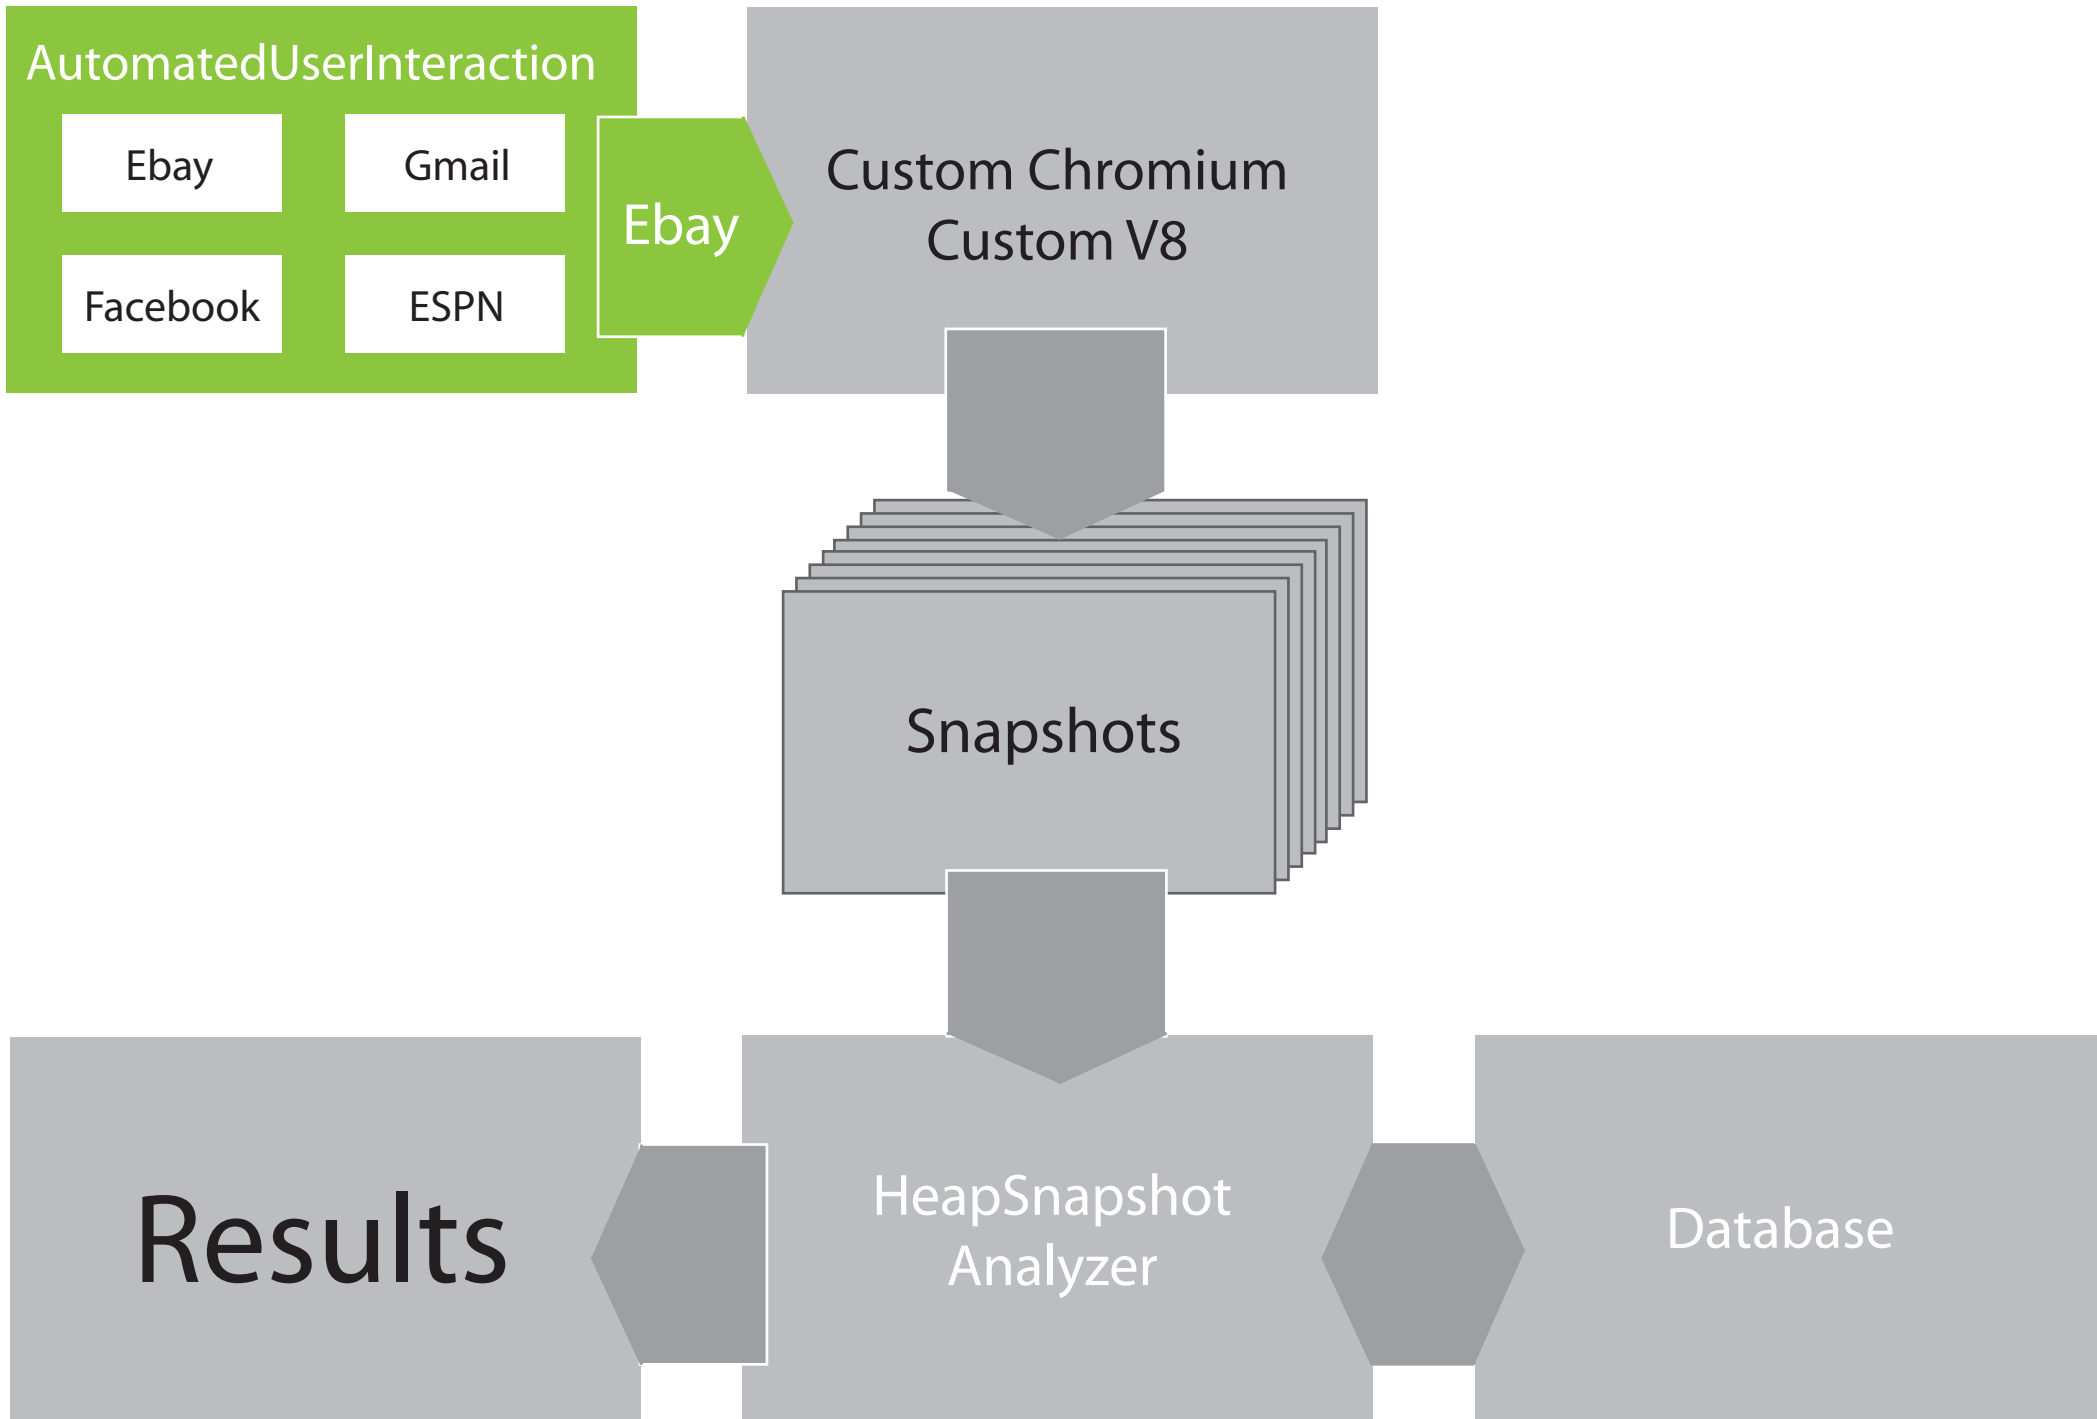 AutomatedUserInteraction
Ebay
Gmail
Facebook
ESPN
Ebay
Custom Chromium
Custom V8
Snapshots
Results
HeapSnapshot
Analyzer
Database